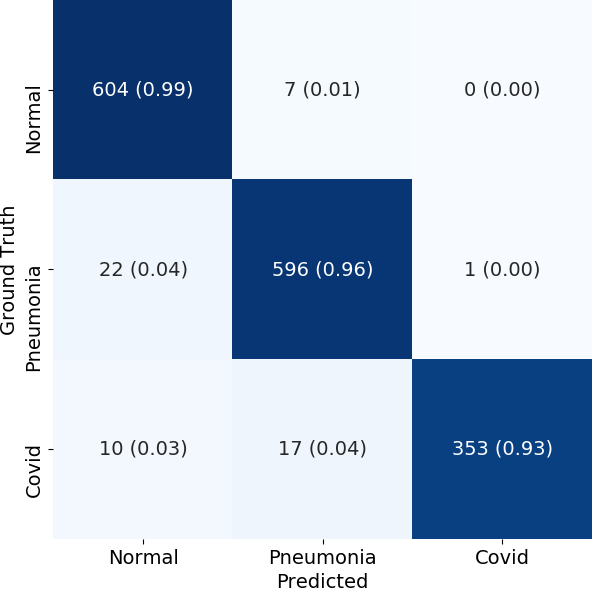 Ground Truth
Normal
604 (0.99) 7 (0.01) 0 (0.00)
Pneumonia
22 (0.04) 596 (0.96) 1 (0.00)
Covid
10 (0.03) 17 (0.04) 353 (0.93)
Normal Pneumonia Covid
Predicted